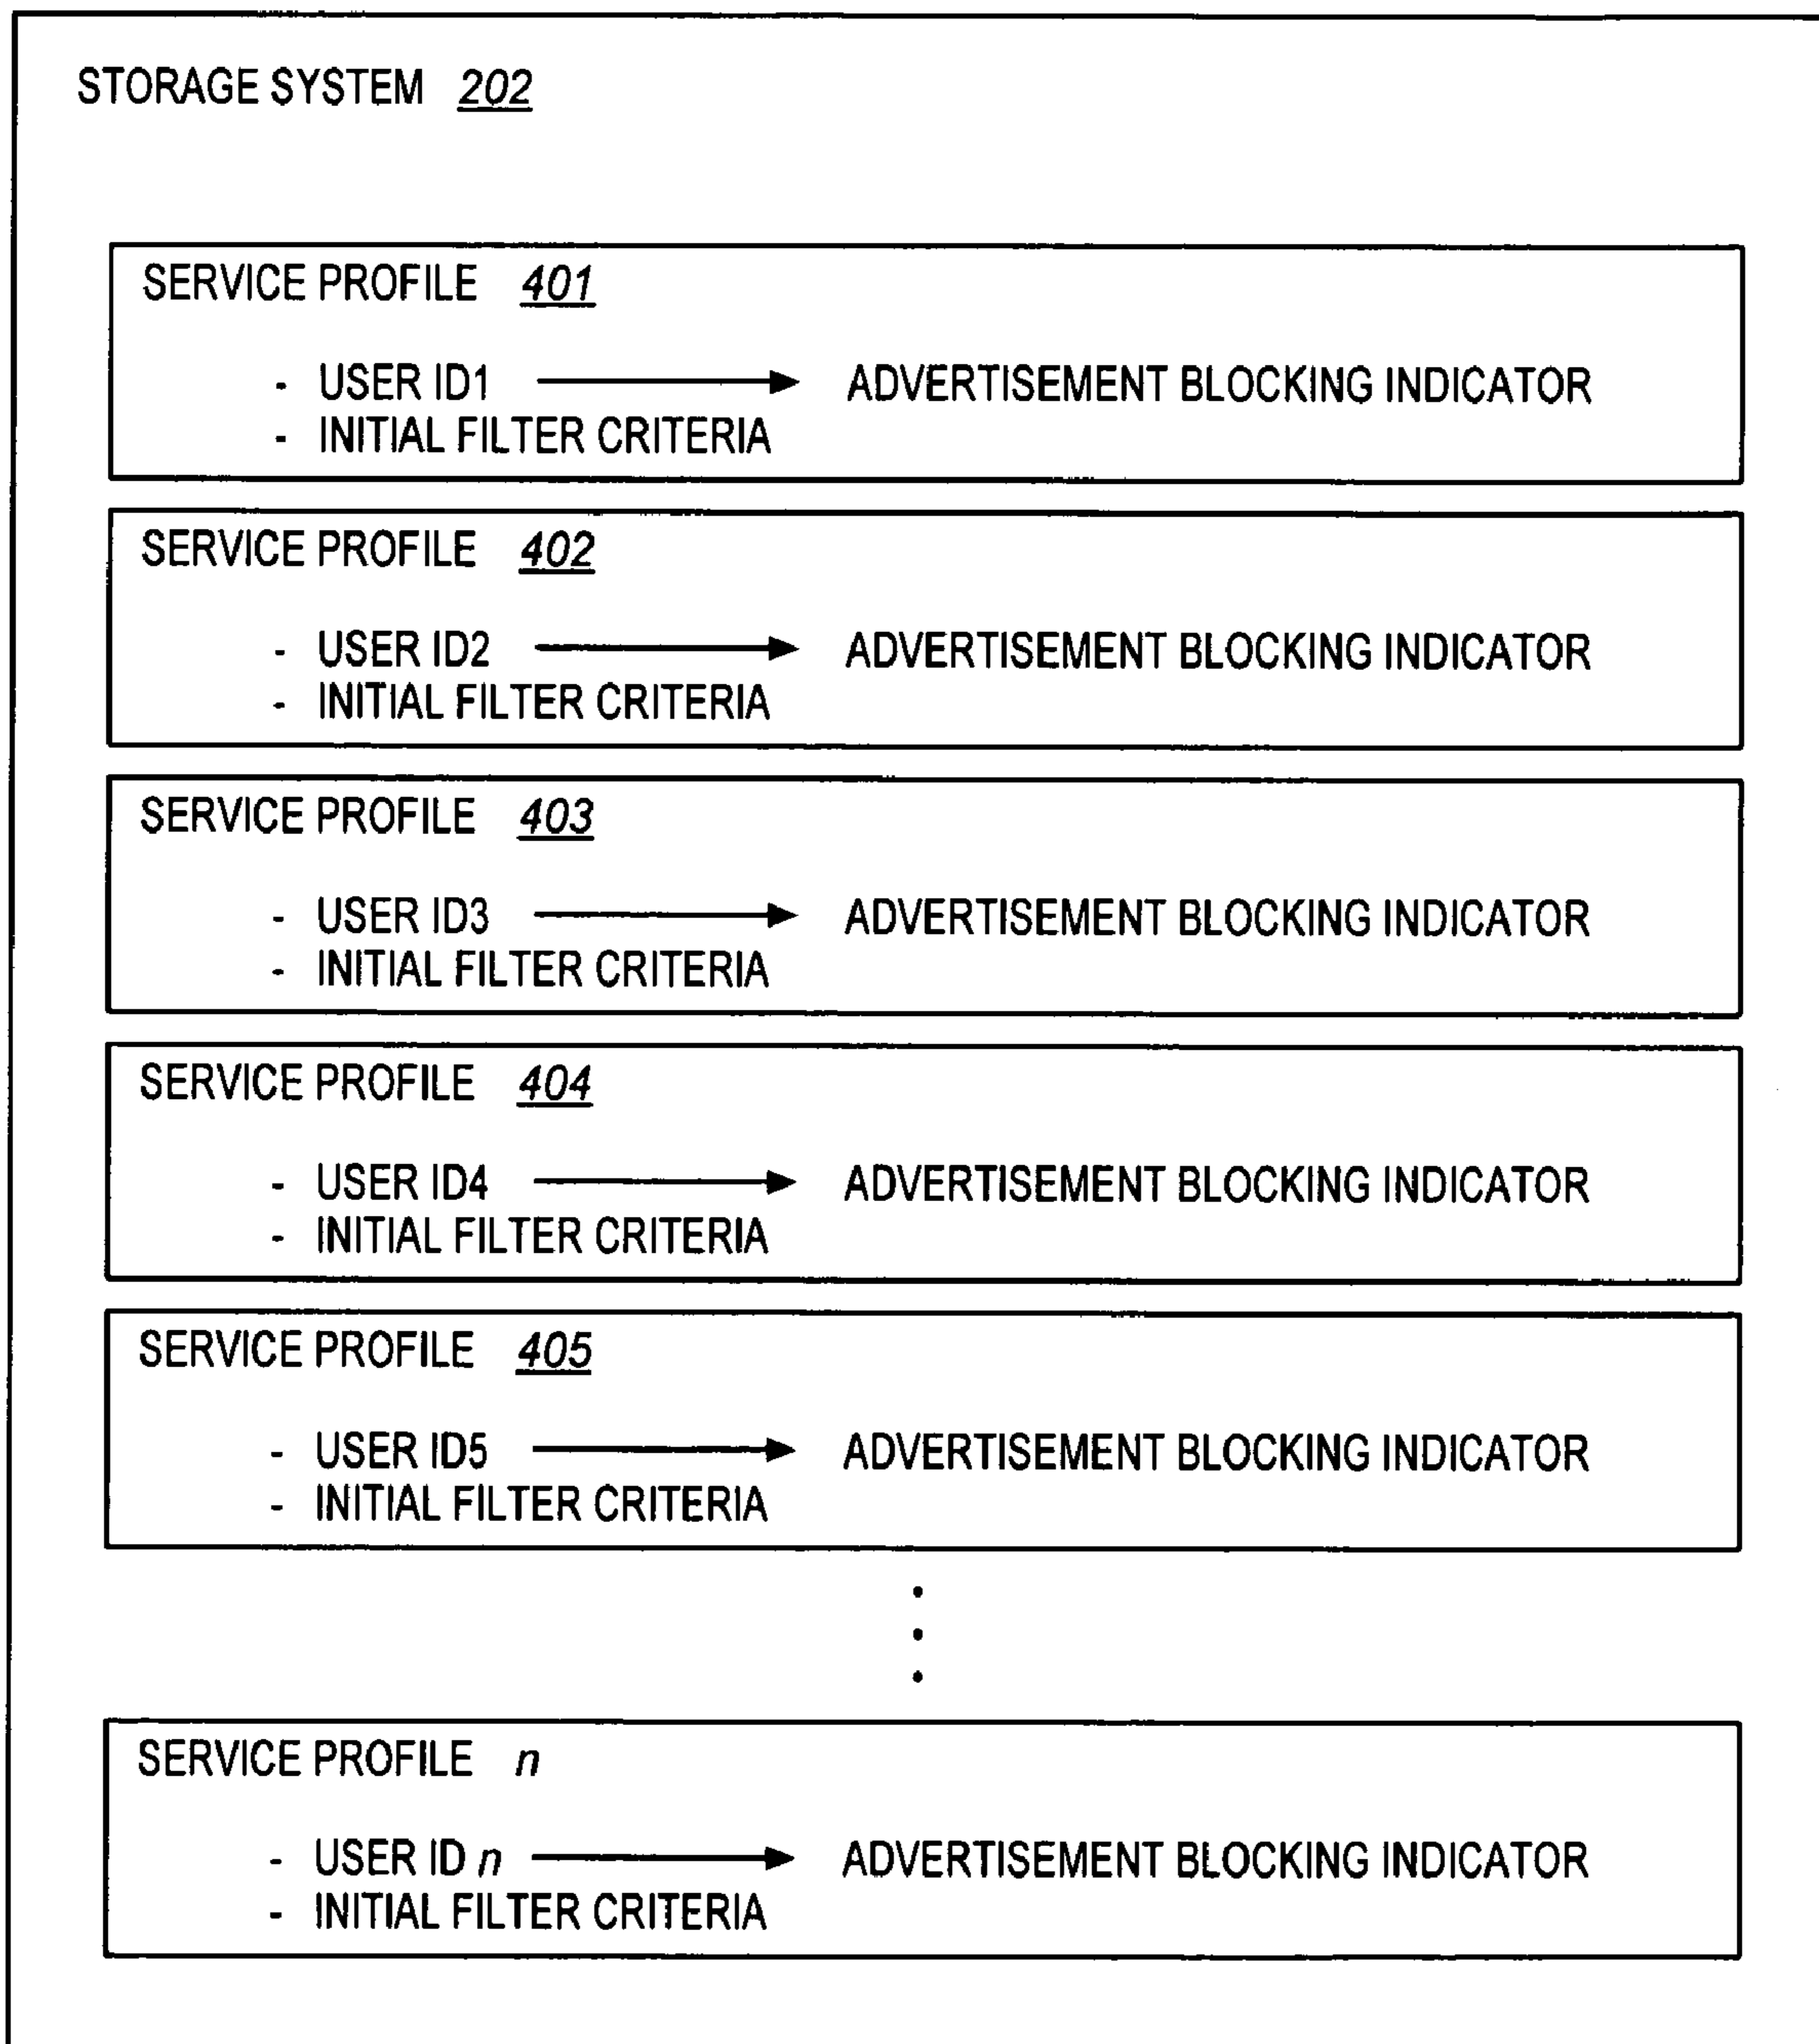 STORAGE SYSTEM 202
SERVICE PROFILE 401
- USER ID1 ADVERTISEMENT BLOCKING INDICATOR
- INITIAL FILTER CRITERIA
SERVICE PROFILE 402
- USER ID2 ADVERTISEMENT BLOCKING INDICATOR
- INITIAL FILTER CRITERIA
SERVICE PROFILE 403
- USER ID3 ADVERTISEMENT BLOCKING INDICATOR
- INITIAL FILTER CRITERIA
SERVICE PROFILE 404
- USER ID4 ADVERTISEMENT BLOCKING INDICATOR
- INITIAL FILTER CRITERIA
SERVICE PROFILE 405
- USER ID5 ADVERTISEMENT BLOCKING INDICATOR
- INITIAL FILTER CRITERIA
SERVICE PROFILE n
- USER ID n ADVERTISEMENT BLOCKING INDICATOR
- INITIAL FILTER CRITERIA